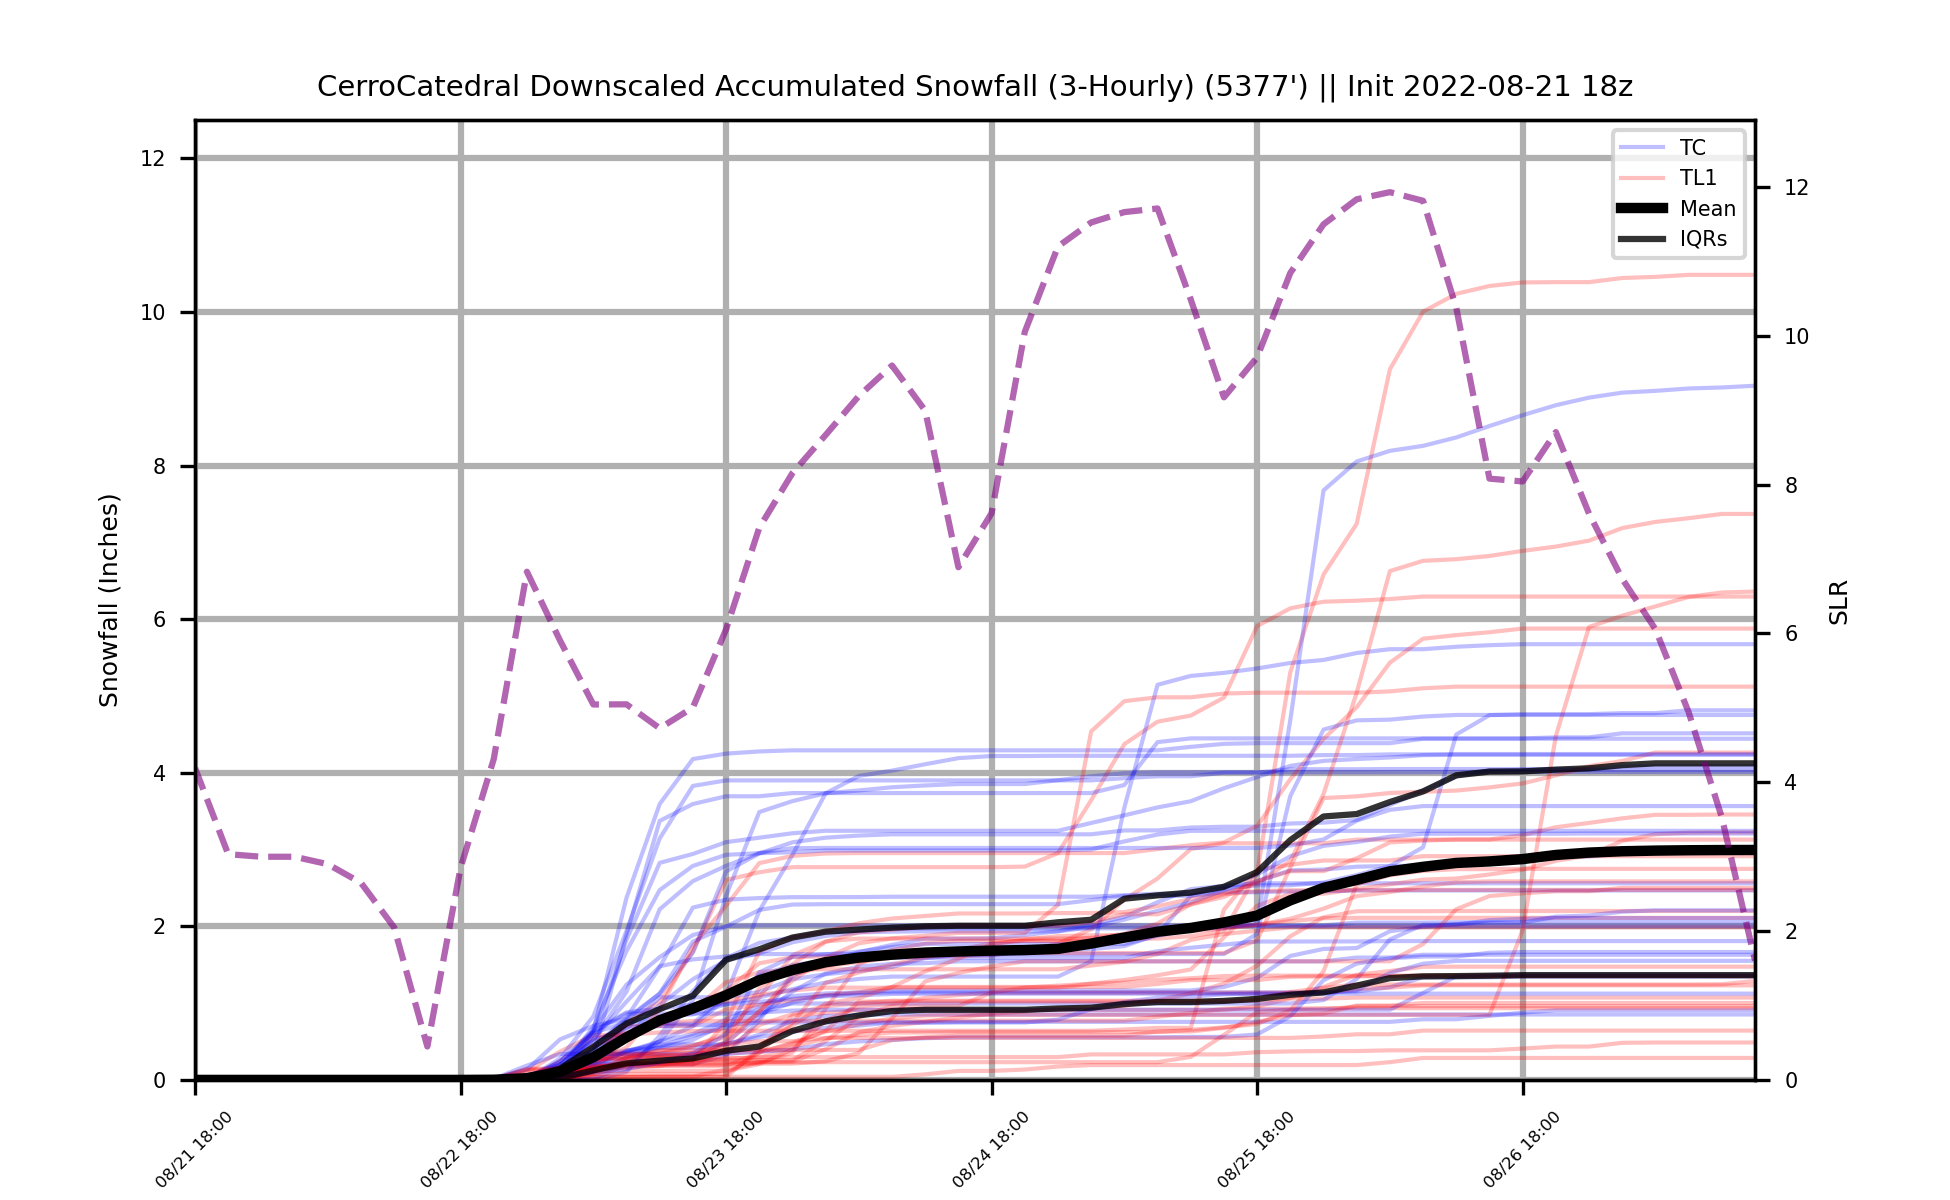 CerroCatedral Downscaled Accumulated Snowfall (3-Hourly) (5377') || Init 2022-08-21 18z
TC
TL1
Mean
IQRs
Snowfall (Inches)
12
10
8
6
4
2
0
SLR
12
10
8
6
4
2
0
08/21 18:00
08/22 18:00
08/23 18:00
08/24 18:00
08/25 18:00
08/26 18:00